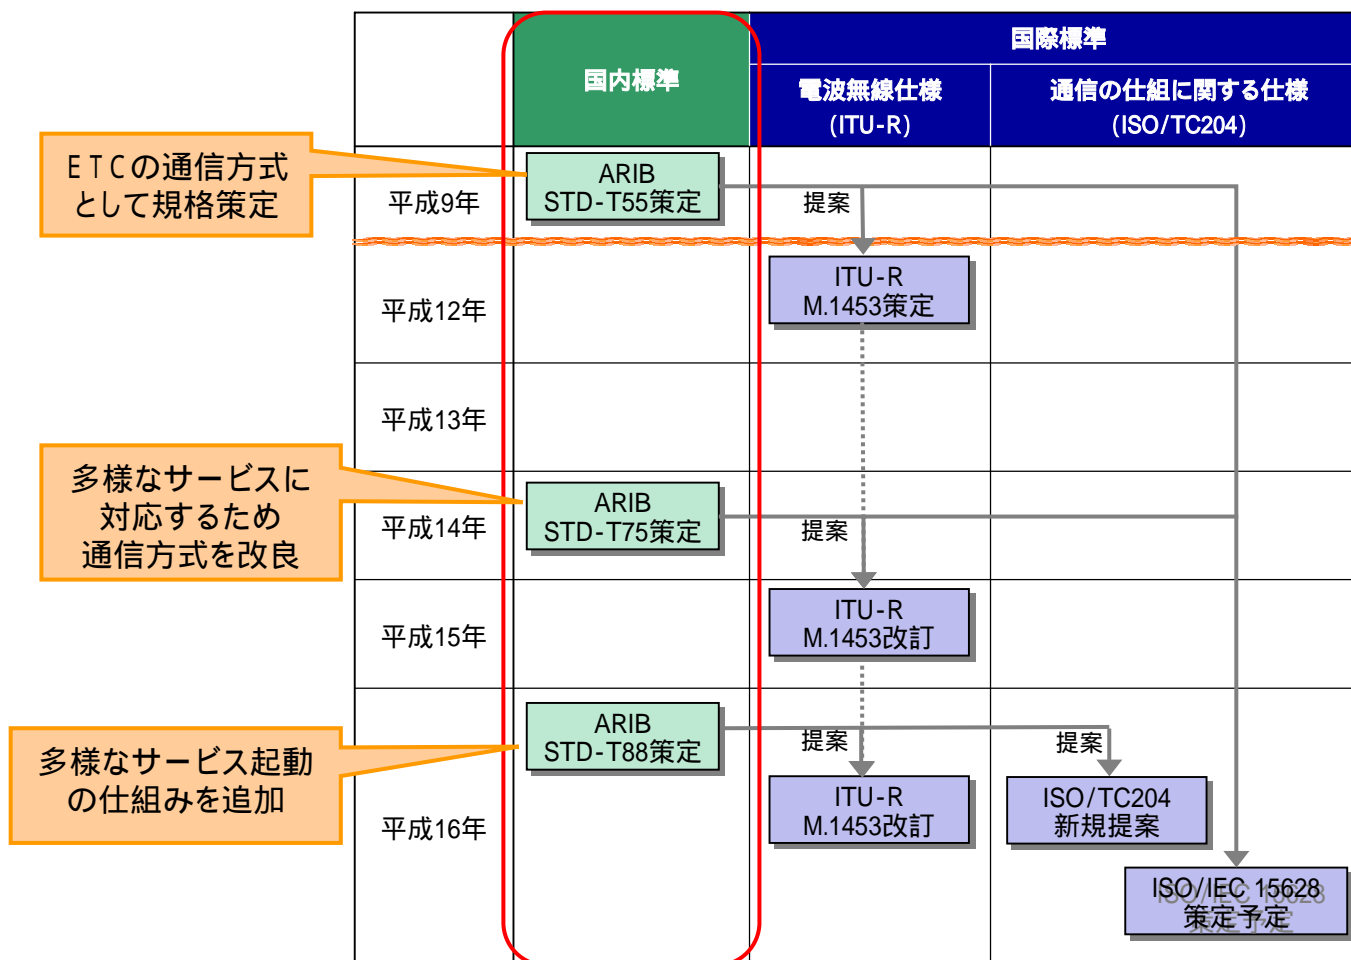 国内標準
国際標準
電波無線仕様
(ITU-R)
通信の仕組に関する仕様
(ISO/TC204)
ETCの通信方式
として規格策定
平成9年
ARIB
STD-T55策定
提案
平成12年
ITU-R
M.1453策定
平成13年
多様なサービスに
対応するため
通信方式を改良
平成14年
ARIB
STD-T75策定
提案
平成15年
ITU-R
M.1453改訂
多様なサービス起動
の仕組みを追加
平成16年
ARIB
STD-T88策定
提案
提案
ITU-R
M.1453改訂
ISO/TC204
新規提案
ISO/IEC 15628
策定予定